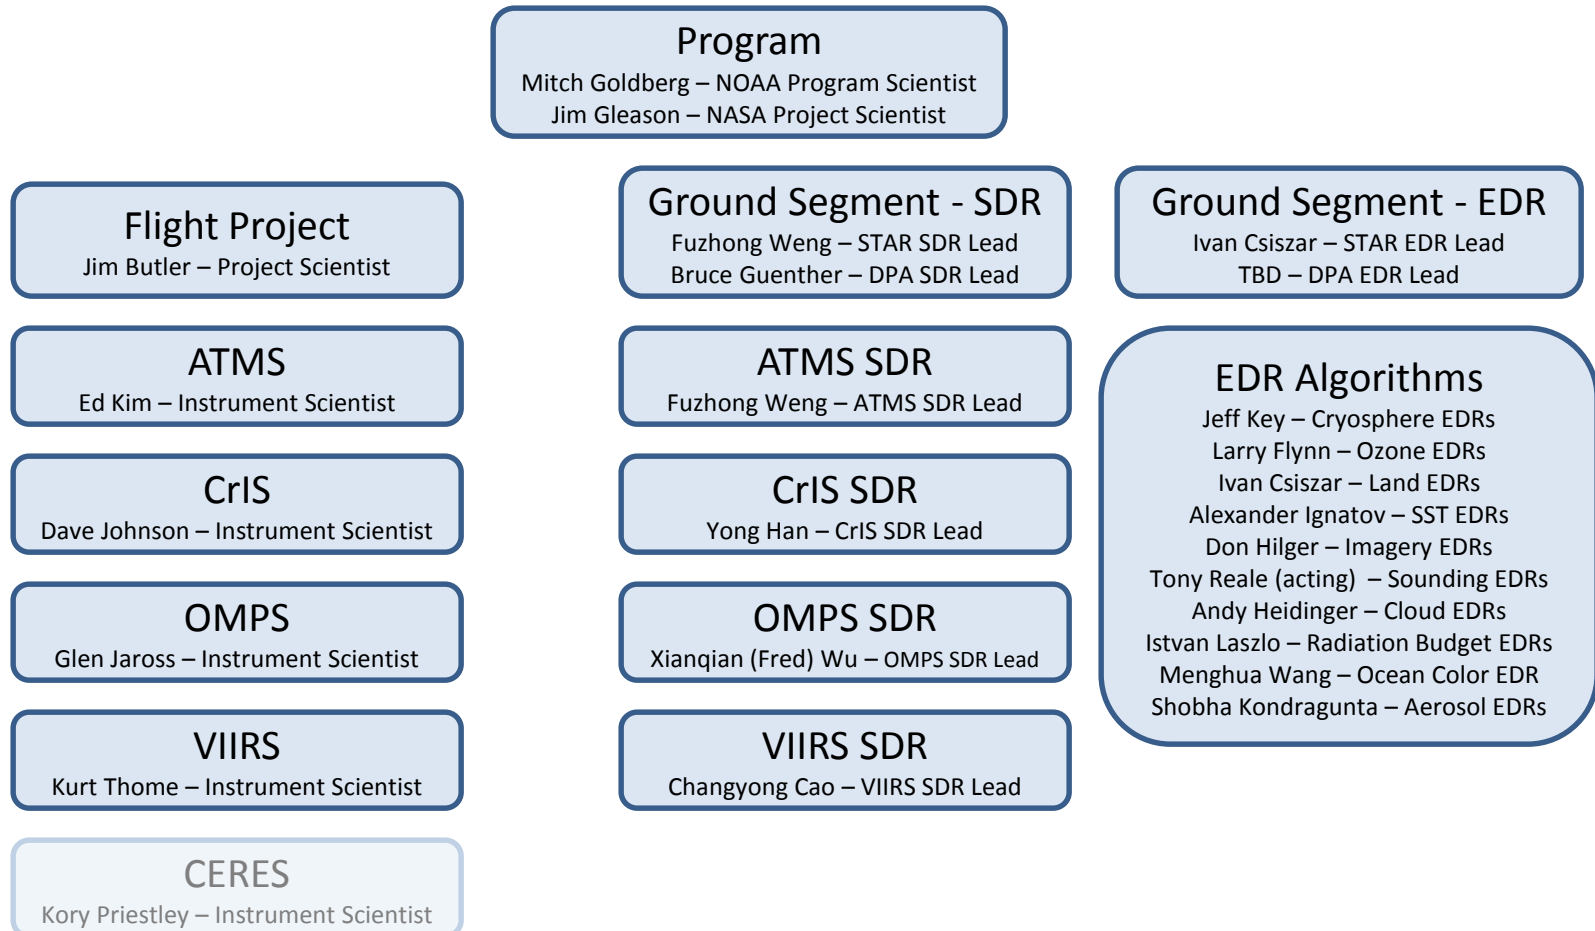 Program
Mitch Goldberg – NOAA Program Scientist
Jim Gleason – NASA Project Scientist
Flight Project
Jim Butler – Project Scientist
ATMS
Ed Kim – Instrument Scientist
CrIS
Dave Johnson – Instrument Scientist
OMPS
Glen Jaross – Instrument Scientist
VIIRS
Kurt Thome – Instrument Scientist
CERES
Kory Priestley – Instrument Scientist
Ground Segment - SDR
Fuzhong Weng – STAR SDR Lead
Bruce Guenther – DPA SDR Lead
ATMS SDR
Fuzhong Weng – ATMS SDR Lead
CrIS SDR
Yong Han – CrIS SDR Lead
OMPS SDR
Xianqian (Fred) Wu – OMPS SDR Lead
VIIRS SDR
Changyong Cao – VIIRS SDR Lead
Ground Segment - EDR
Ivan Csiszar – STAR EDR Lead
TBD – DPA EDR Lead
EDR Algorithms
Jeff Key – Cryosphere EDRs
Larry Flynn – Ozone EDRs
Ivan Csiszar – Land EDRs
Alexander Ignatov – SST EDRs
Don Hilger – Imagery EDRs
Tony Reale (acting) – Sounding EDRs
Andy Heidinger – Cloud EDRs
Istvan Laszlo – Radiation Budget EDRs
Menghua Wang – Ocean Color EDR
Shobha Kondragunta – Aerosol EDRs